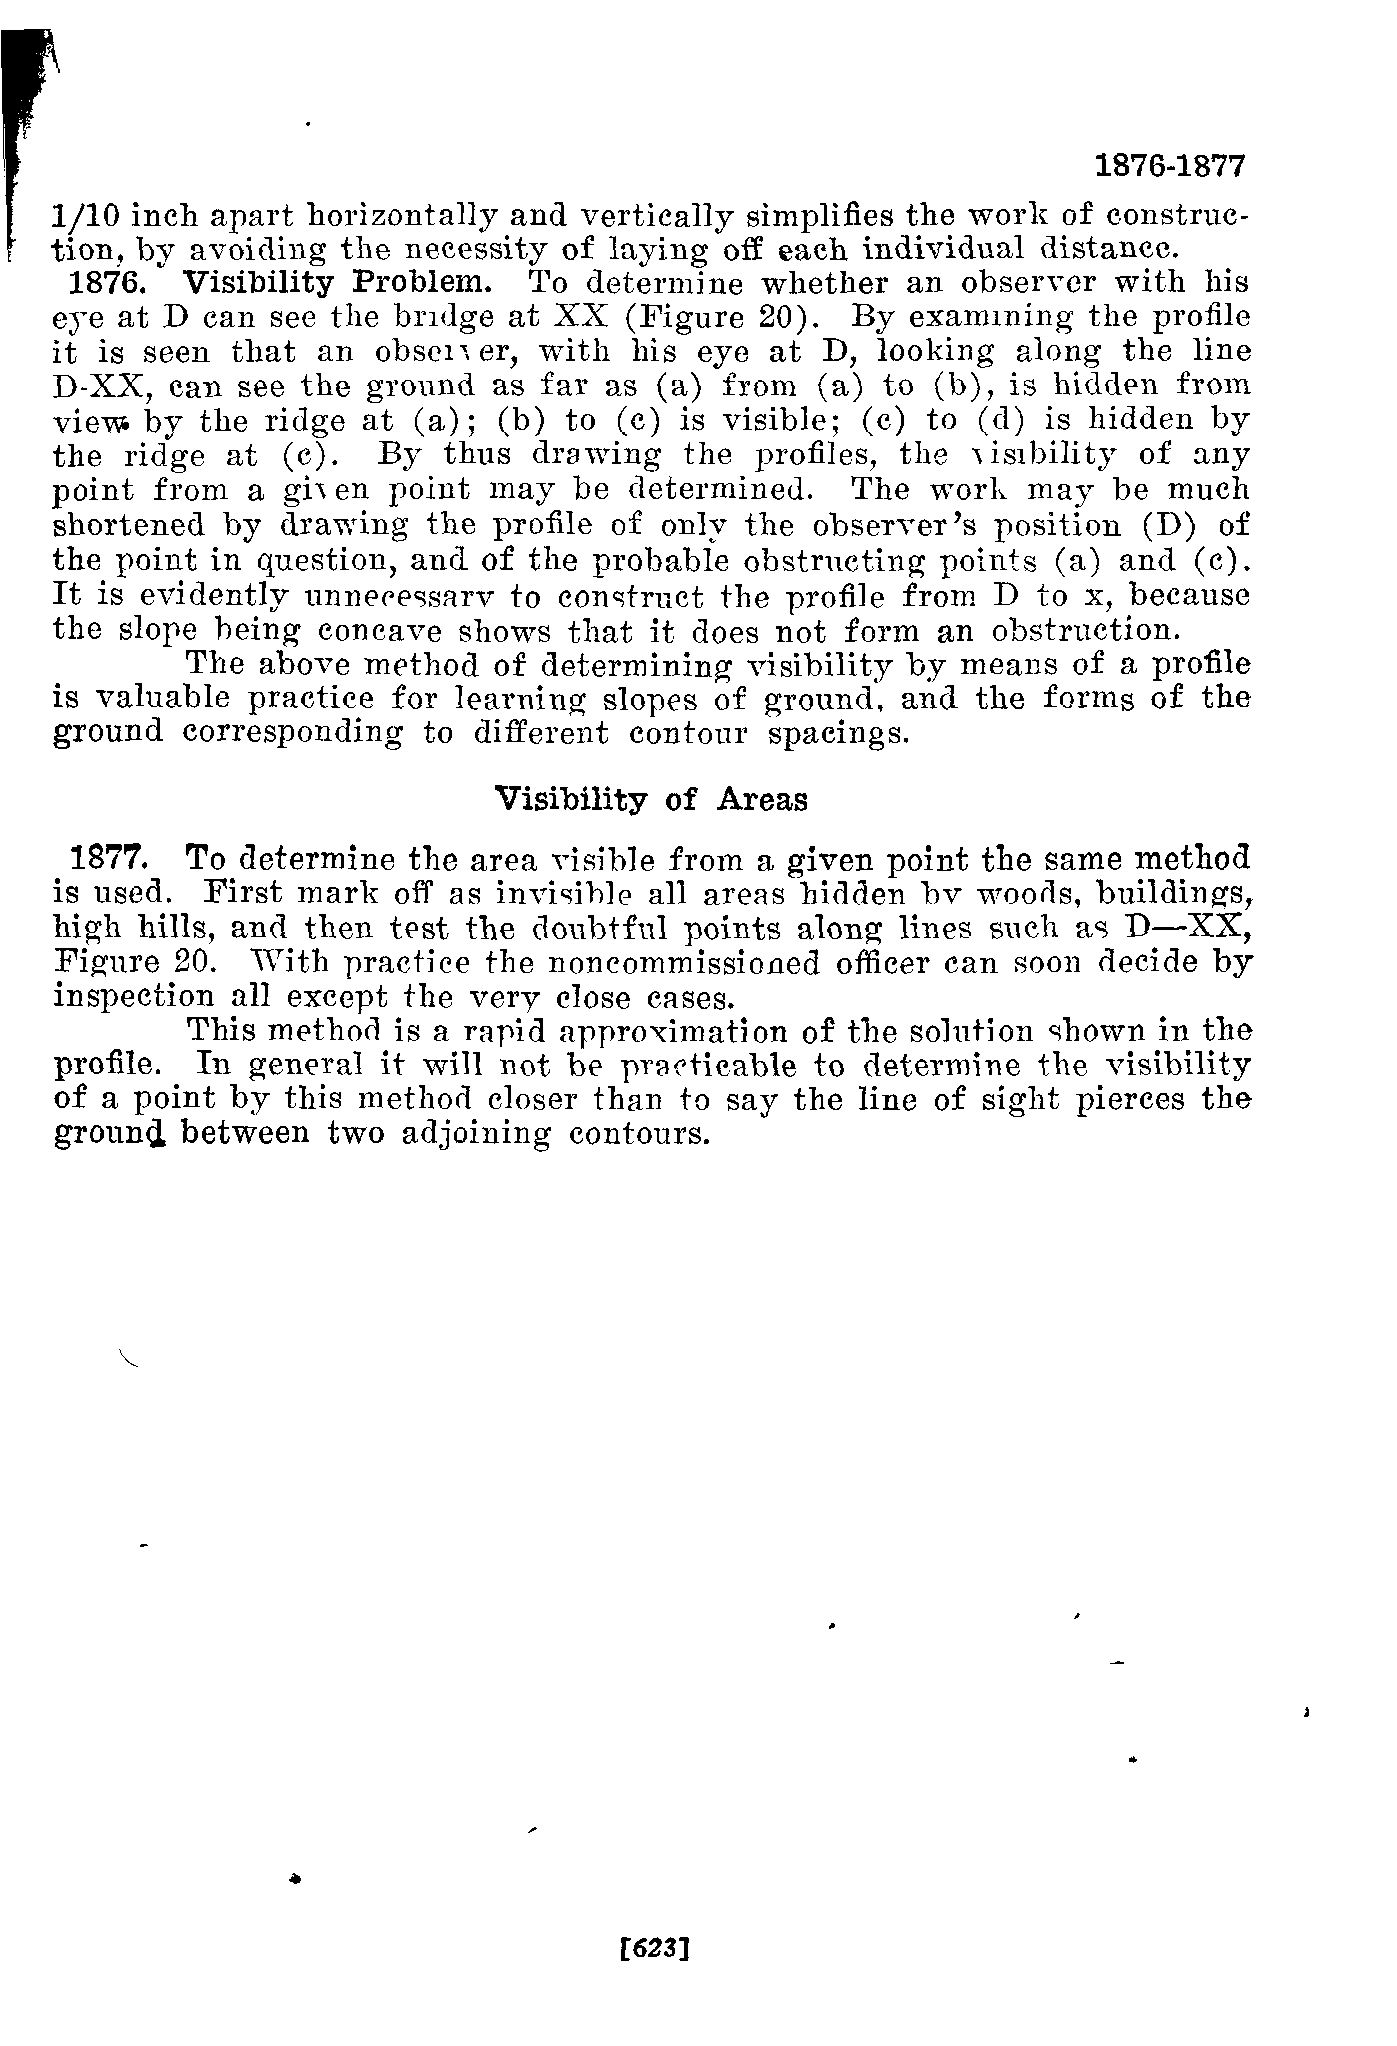 1876-1877
1/10 inch apart horizontally and vertically simplifies the work of construc-
tion, by avoiding the necessity of laying off each individual distance.
1876. Visibility Problem. To determine whether an observer with his
eye at D can see the bridge at XX (Figure 20). By examining the profile
it is seen that an observer, with his eye at D, looking along the line
D-XX, can see the ground as far as (a) from (a) to (b), is hidden from
view by the ridge at (a); (b) to (c) is visible; (c) to (d) is hidden by
the ridge at (c). By thus drawing the profiles, the visibility of any
point from a given point may be determined. The work may be much
shortened by drawing the profile of only the observer's position (D) of
the point in question, and of the probable obstructing points (a) and (c).
It is evidently unnecessary to construct the profile from D to x, because
the slope being concave shows that it does not form an obstruction.
The above method of determining visibility by means of a profile
is valuable practice for learning slopes of ground, and the forms of the
ground corresponding to different contour spacings.
Visibility of Areas
1877. To determine the area visible from a given point the same method
is used. First mark off as invisible all areas hidden by woods, buildings,
high hills, and then test the doubtful points along lines such as D—XX,
Figure 20. With practice the noncommissioned officer can soon decide by
inspection all except the very close cases.
This method is a rapid approximation of the solution shown in the
profile. In general it will not be practicable to determine the visibility
of a point by this method closer than to say the line of sight pierces the
ground between two adjoining contours.
[623]